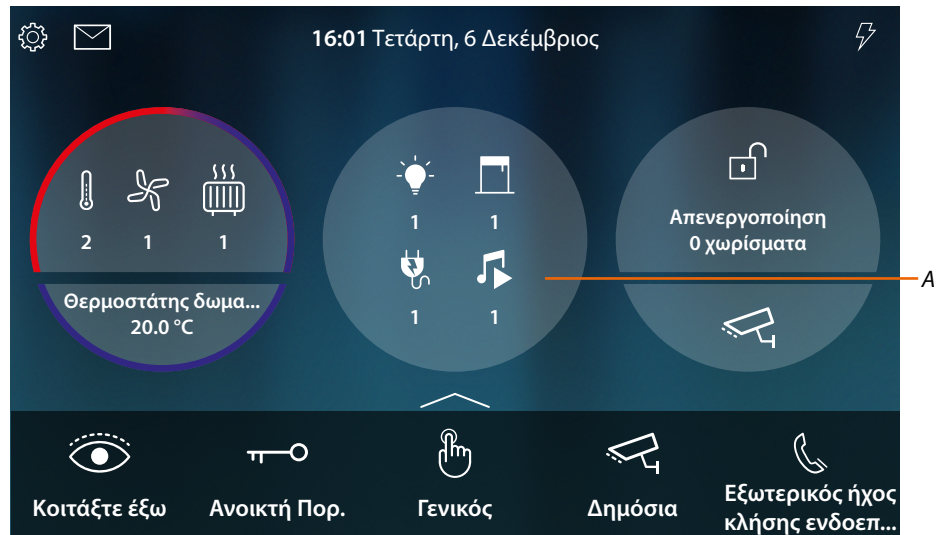 16:01 Τετάρτη, 6 Δεκέμβριος
2 1 1
Θερμοστάτης δωμα...
20.0 °C
1 1
1 1
Απενεργοποίηση
0 χωρίσματα
A
Κοιτάξτε έξω
Ανοικτή Πορ.
Γενικός
Δημόσια
Εξωτερικός ήχος
κλήσης ενδοεπ...